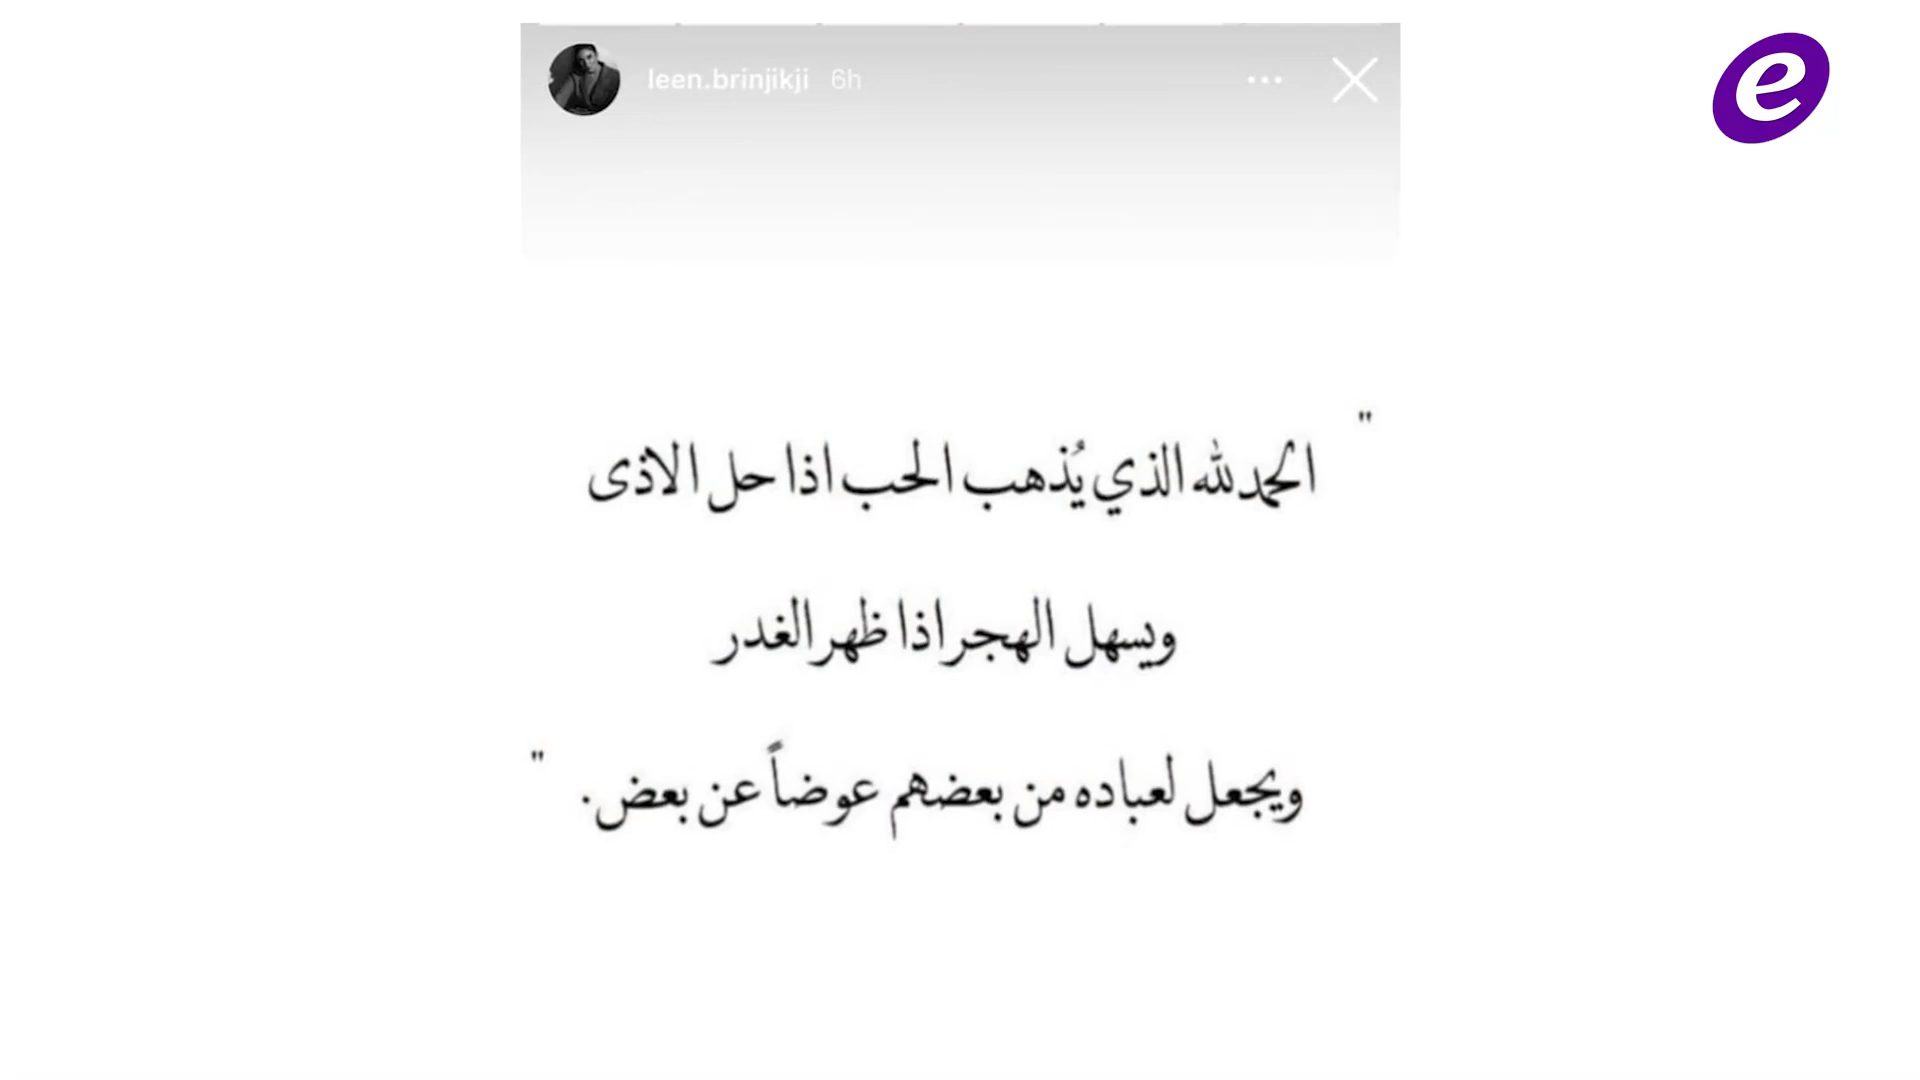 leen.brinjikji 6h
e
"الحمدلله الذي يُذهب الحب اذا حل الاذى
ويسهل الهجر اذا ظهر الغدر
ويجعل لعباده من بعضهم عوضاً عن بعض."